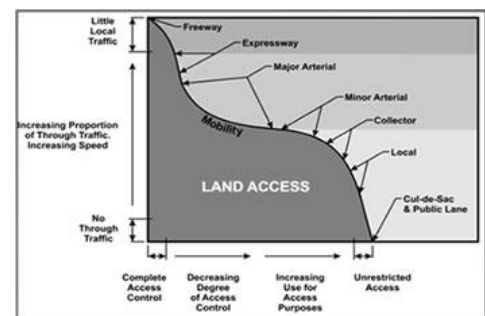 Little
Local
Traffic
Freeway
Expressway
Major Arterial
Minor Arterial
Collector
Local
Cul-de-Sac
& Public Lane
Increasing Proportion
of Through Traffic.
Increasing Speed
Mobility
LAND ACCESS
No
Through
Traffic
Complete
Access
Control
Decreasing
Degree
of Access
Control
Increasing
Use for
Access
Purposes
Unrestricted
Access